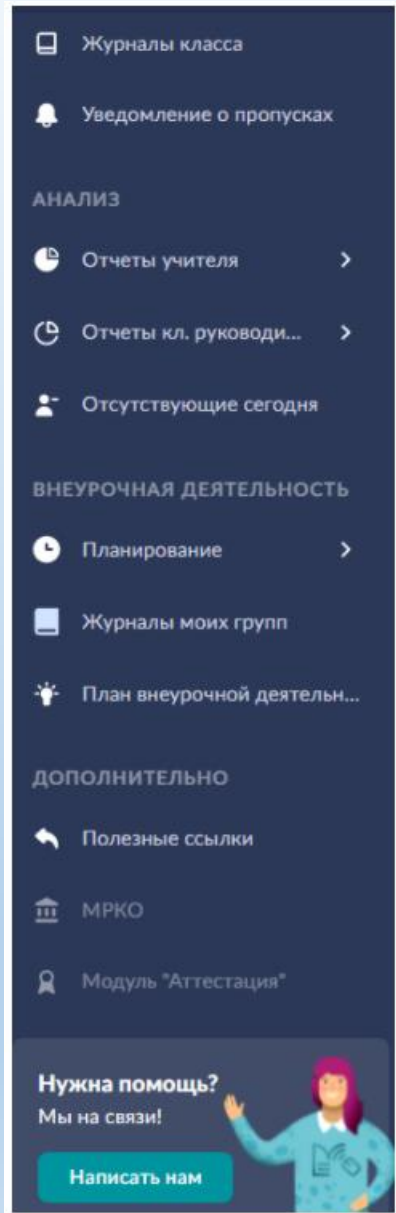 Журналы класса
Уведомление о пропусках
АНАЛИЗ
Отчеты учителя
Отчеты кл. руководи...
Отсутствующие сегодня
ВНЕУРОЧНАЯ ДЕЯТЕЛЬНОСТЬ
Планирование
Журналы моих групп
План внеурочной деятельн...
ДОПОЛНИТЕЛЬНО
Полезные ссылки
МРКО
Модуль "Аттестация"
Нужна помощь?
Мы на связи!
Написать нам